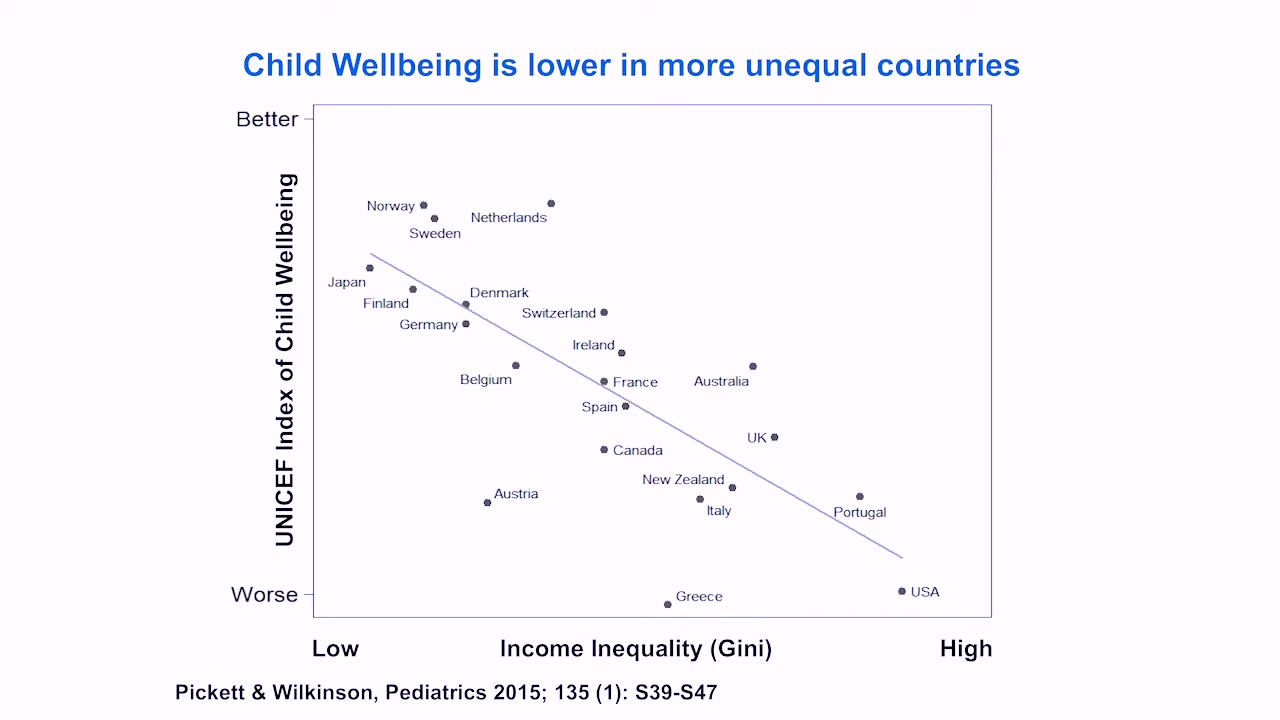 Child Wellbeing is lower in more unequal countries
Better
UNICEF Index of Child Wellbeing
Norway
Netherlands
Sweden
Japan
Finland
Denmark
Germany
Switzerland
Ireland
Belgium
France
Australia
Spain
UK
Canada
New Zealand
Austria
Italy
Portugal
Worse
Greece
USA
Low
Income Inequality (Gini)
High
Pickett & Wilkinson, Pediatrics 2015; 135 (1): S39-S47